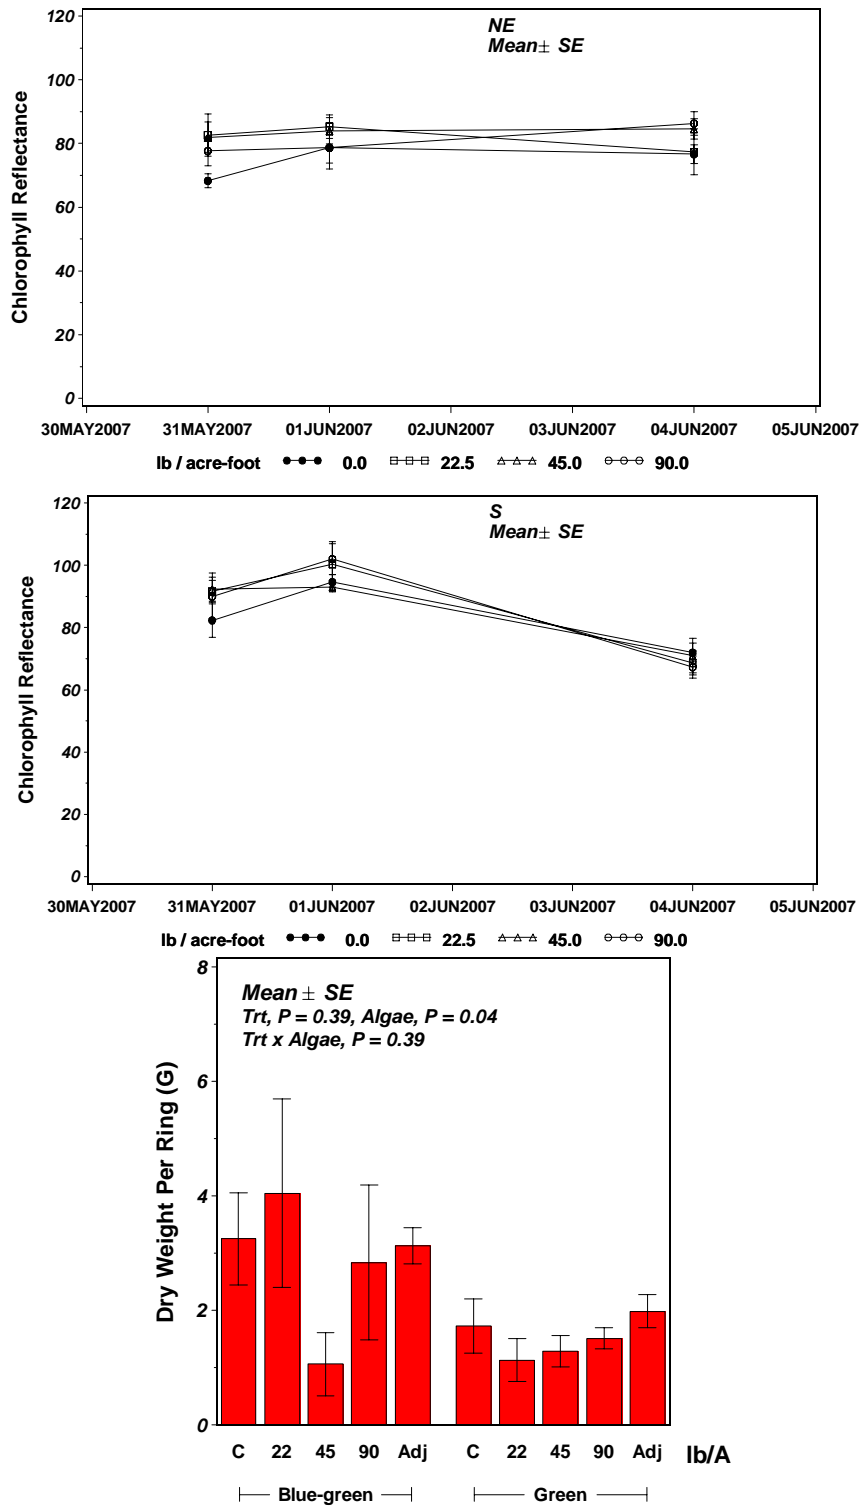 NE
Mean± SE
Chlorophyll Reflectance
120
100
80
60
40
20
0
30MAY2007 31MAY2007 01JUN2007 02JUN2007 03JUN2007 04JUN2007 05JUN2007
lb / acre-foot 0.0 22.5 45.0 90.0
S
Mean± SE
Chlorophyll Reflectance
120
100
80
60
40
20
0
30MAY2007 31MAY2007 01JUN2007 02JUN2007 03JUN2007 04JUN2007 05JUN2007
lb / acre-foot 0.0 22.5 45.0 90.0
Mean ± SE
Trt, P = 0.39, Algae, P = 0.04
Trt x Algae, P = 0.39
Dry Weight Per Ring (G)
8
6
4
2
0
C 22 45 90 Adj C 22 45 90 Adj lb/A
Blue-green Green